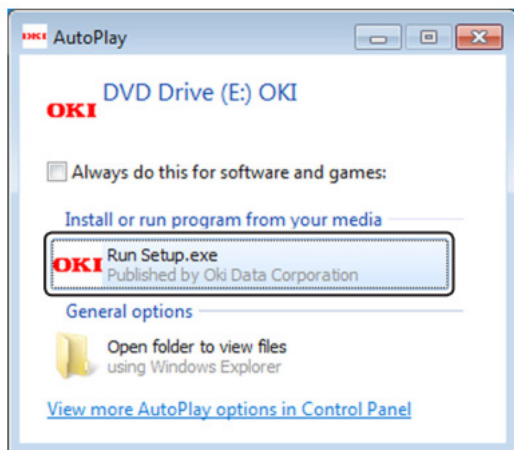 OKI AutoPlay
OKI DVD Drive (E:) OKI
Always do this for software and games:
Install or run program from your media
OKI Run Setup.exe
Published by Oki Data Corporation
General options
Open folder to view files
using Windows Explorer
View more AutoPlay options in Control Panel